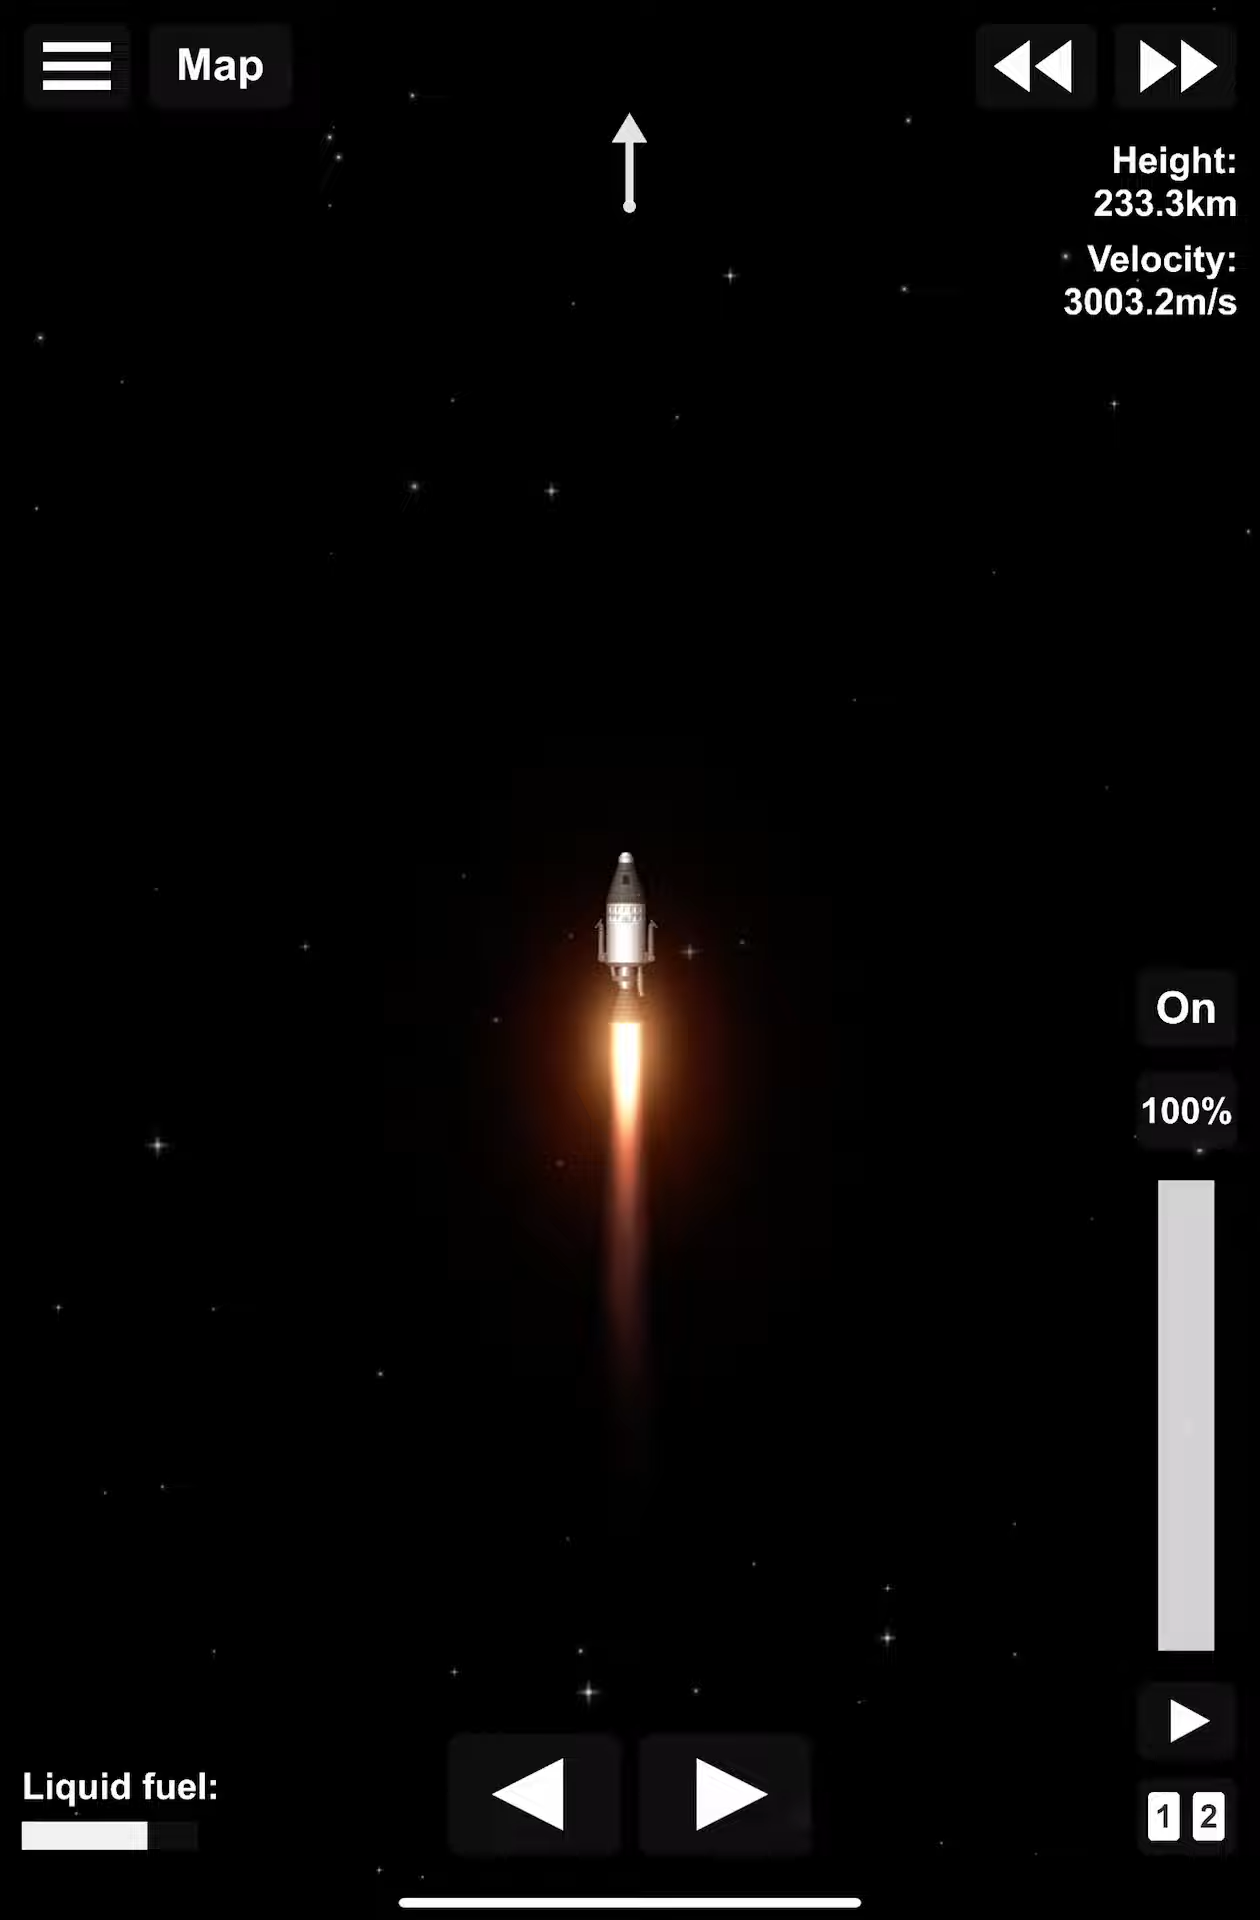 Map
Height:
233.3km
Velocity:
3003.2m/s
On
100%
Liquid fuel:
1 2